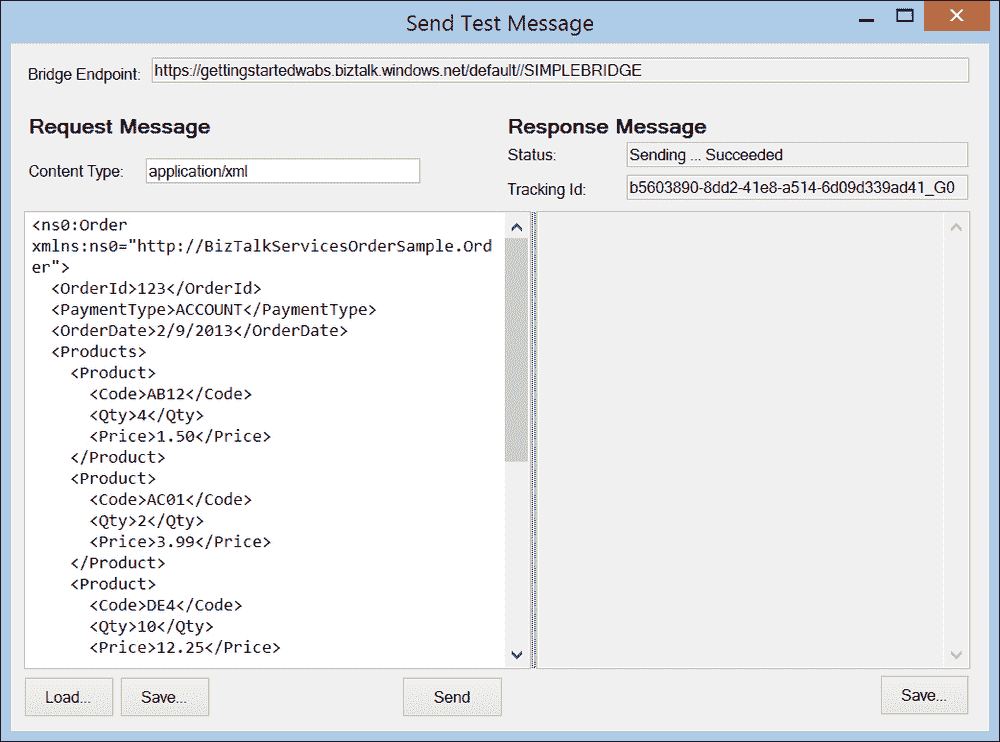 Send Test Message
Bridge Endpoint: https://gettingstartedwabs.biztalk.windows.net/default//SIMPLEBRIDGE
Request Message
Content Type: application/xml
<ns0:Order
xmlns:ns0="http://BizTalkServicesOrderSample.Ord
er">
<OrderId>123</OrderId>
<PaymentType>ACCOUNT</PaymentType>
<OrderDate>2/9/2013</OrderDate>
<Products>
<Product>
<Code>AB12</Code>
<Qty>4</Qty>
<Price>1.50</Price>
</Product>
<Product>
<Code>AC01</Code>
<Qty>2</Qty>
<Price>3.99</Price>
</Product>
<Product>
<Code>DE4</Code>
<Qty>10</Qty>
<Price>12.25</Price>
Load... Save... Send
Response Message
Status: Sending ... Succeeded
Tracking Id: b5603890-8dd2-41e8-a514-6d09d339ad41_G0
Save...